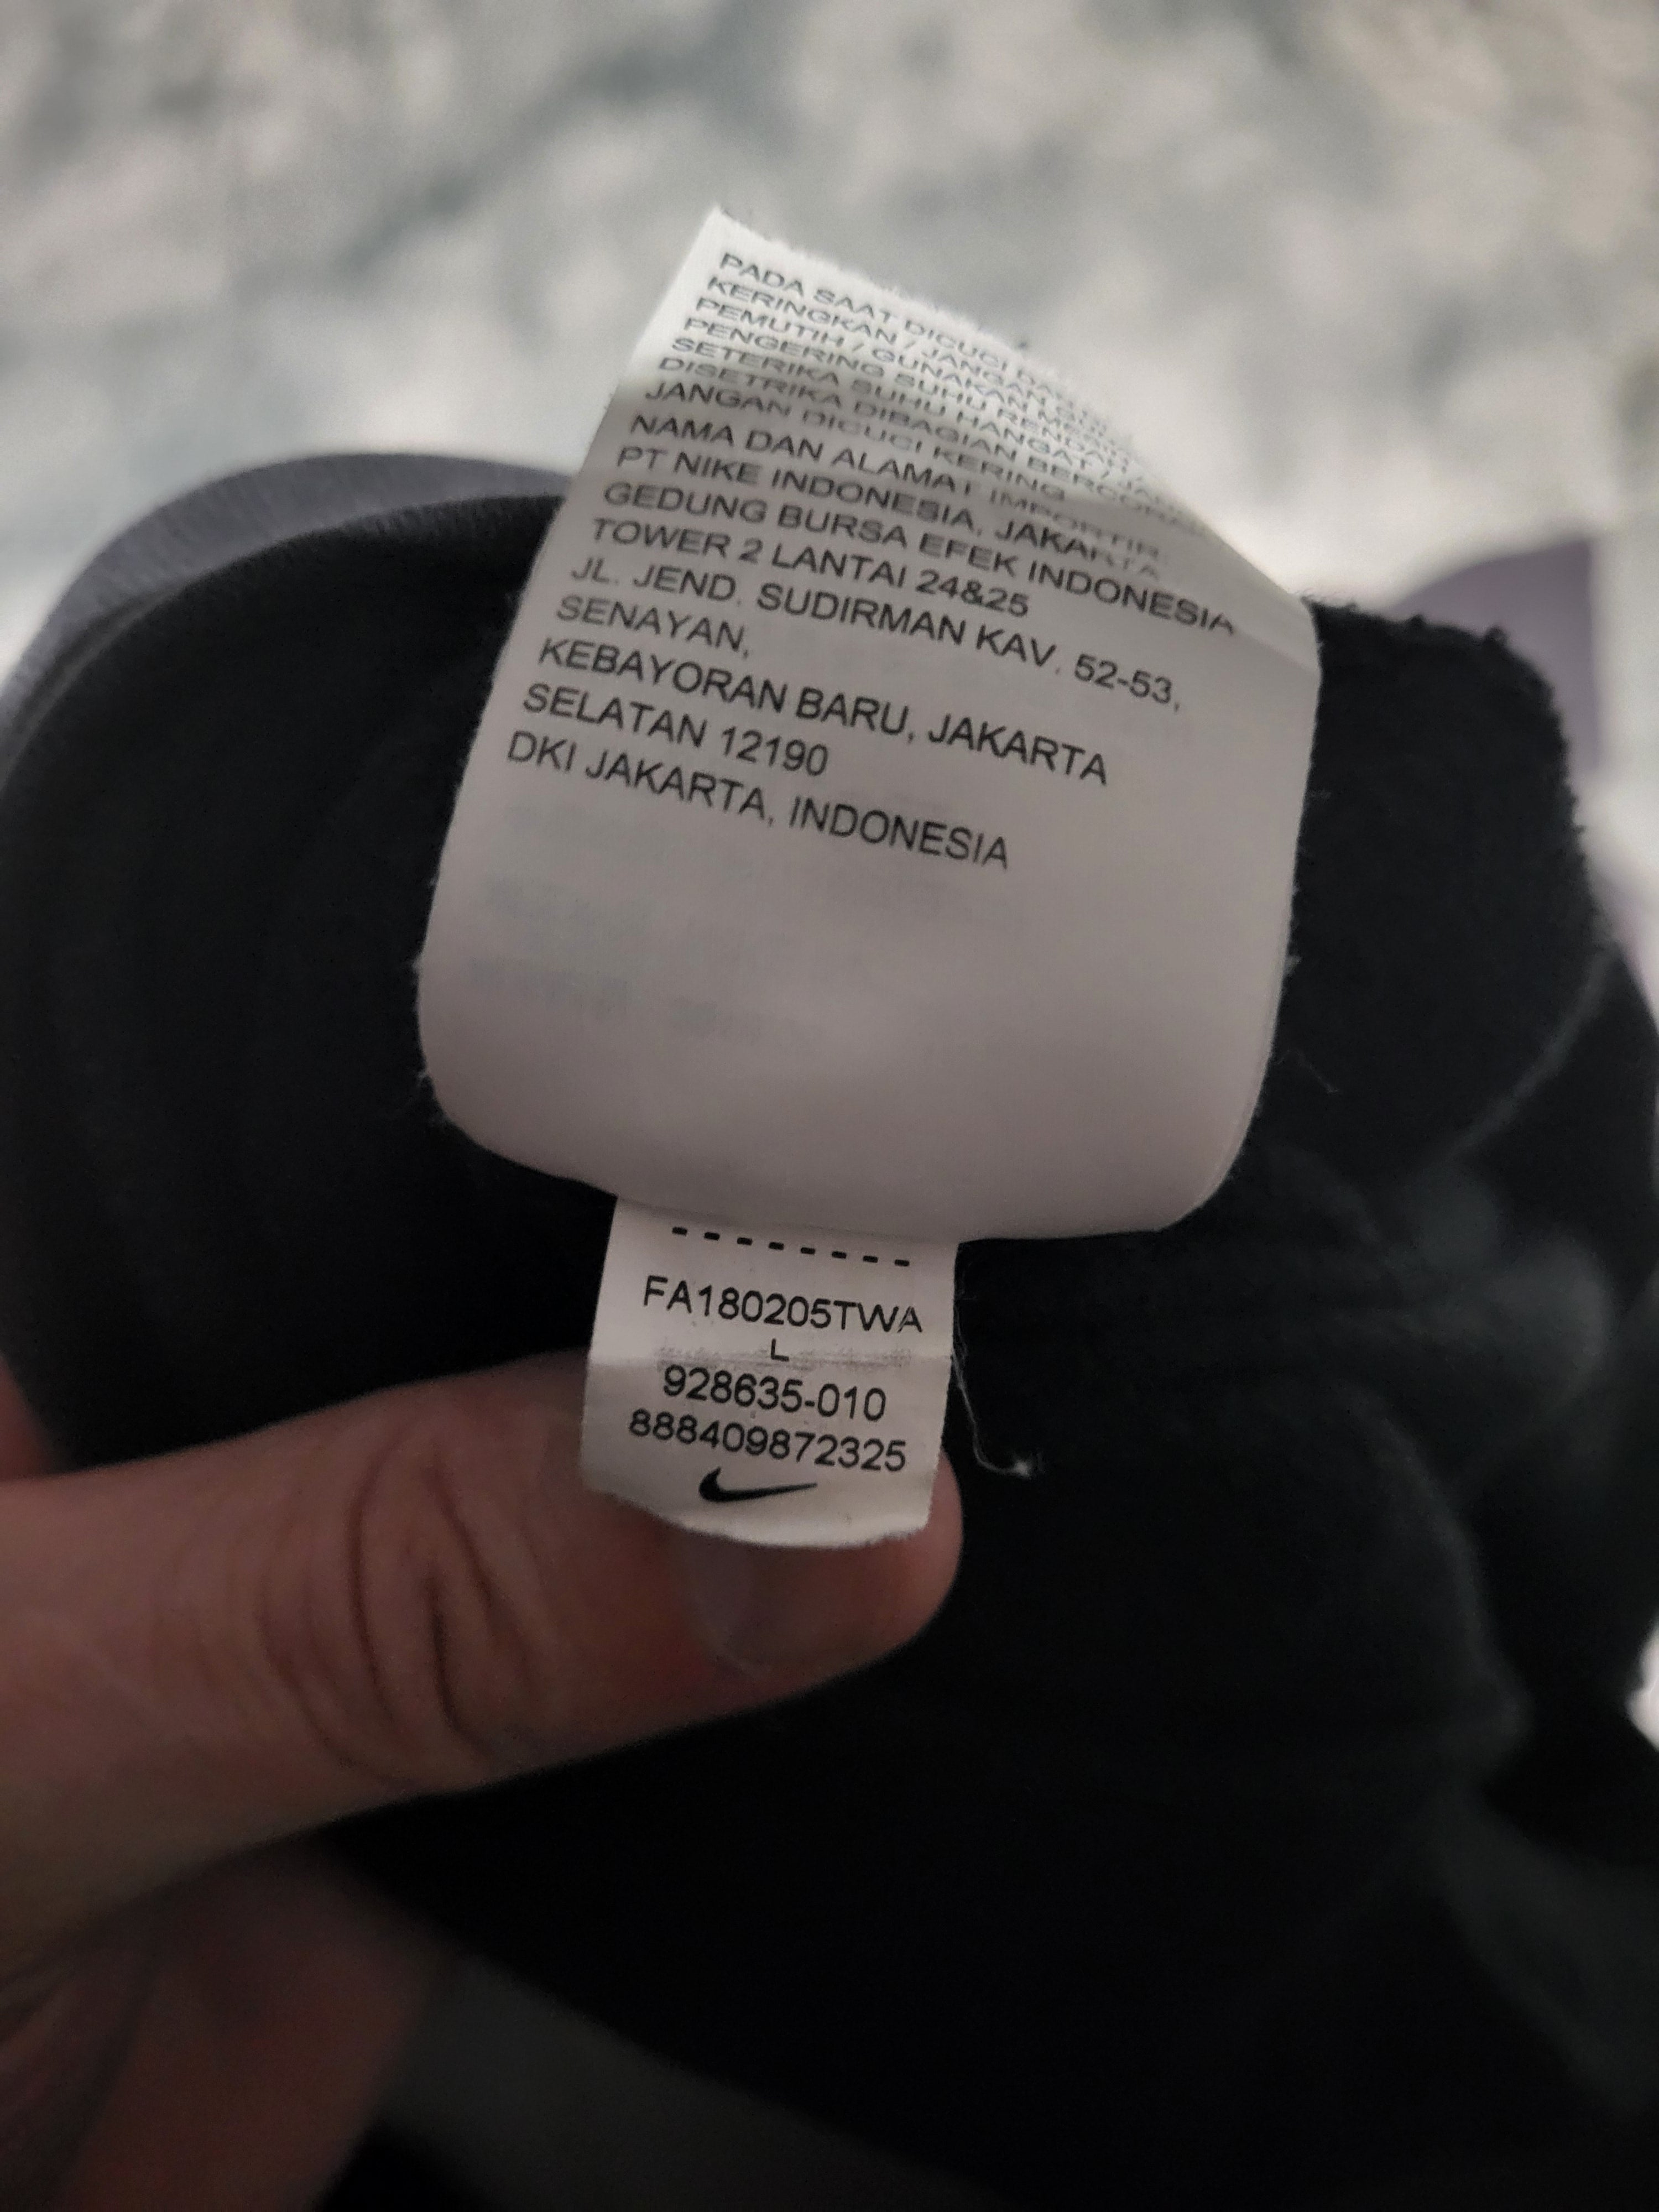 PADA SAAT DICUCI
KERINGKAN / JANGAN
PEMUTIH / GUNAKAN
PENGERING SUHU RENDAH
SETERIKA SUHU HANGAT /
DISETRIKA DIBAGIAN
JANGAN DICUCI KERING
NAMA DAN ALAMAT IMPORTIR:
PT NIKE INDONESIA, JAKARTA
GEDUNG BURSA EFEK INDONESIA
TOWER 2 LANTAI 24&25
JL. JEND. SUDIRMAN KAV. 52-53,
SENAYAN,
KEBAYORAN BARU, JAKARTA
SELATAN 12190
DKI JAKARTA, INDONESIA
--------
FA180205TWA
L
928635-010
888409872325